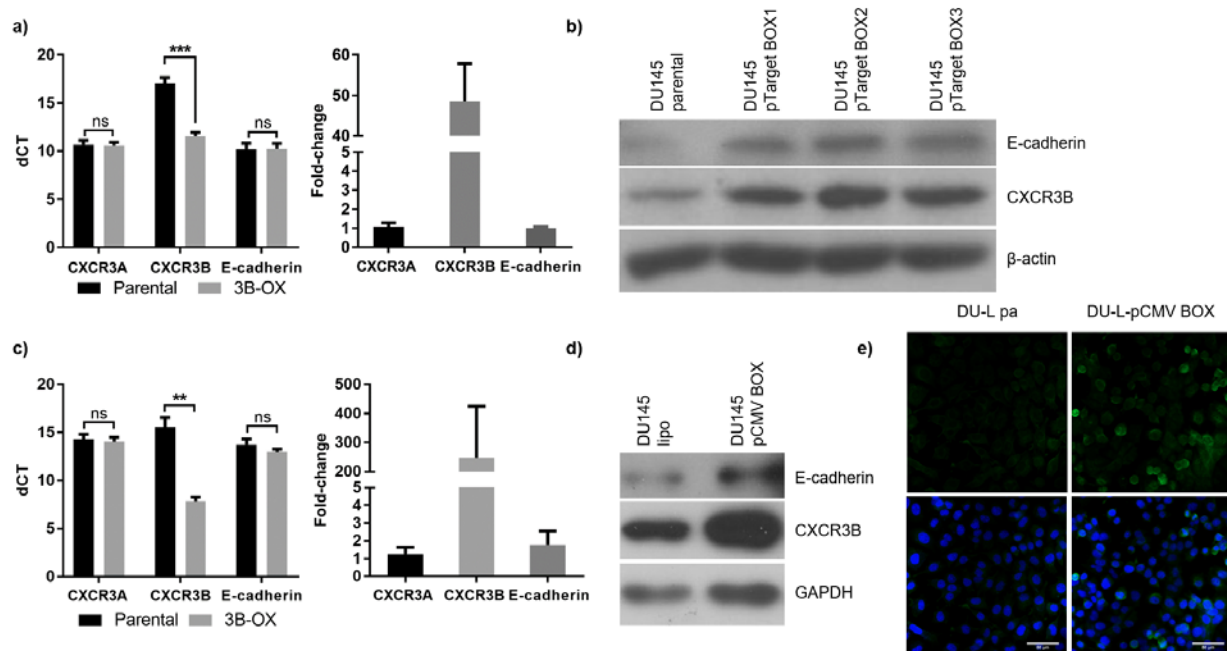 a)
20
15
10
5
0
dCT
ns
***
ns
CXCR3A CXCR3B E-cadherin
Parental 3B-OX
60
50
40
5
4
3
2
1
0
Fold-change
CXCR3A CXCR3B E-cadherin
b)
DU145
parental
DU145
pTarget BOX1
DU145
pTarget BOX2
DU145
pTarget BOX3
E-cadherin
CXCR3B
β-actin
c)
20
15
10
5
0
dCT
ns
**
ns
CXCR3A CXCR3B E-cadherin
Parental 3B-OX
500
400
300
200
5
4
3
2
1
0
Fold-change
CXCR3A CXCR3B E-cadherin
d)
DU145
lipo
DU145
pCMV BOX
E-cadherin
CXCR3B
GAPDH
e)
DU-L pa DU-L-pCMV BOX